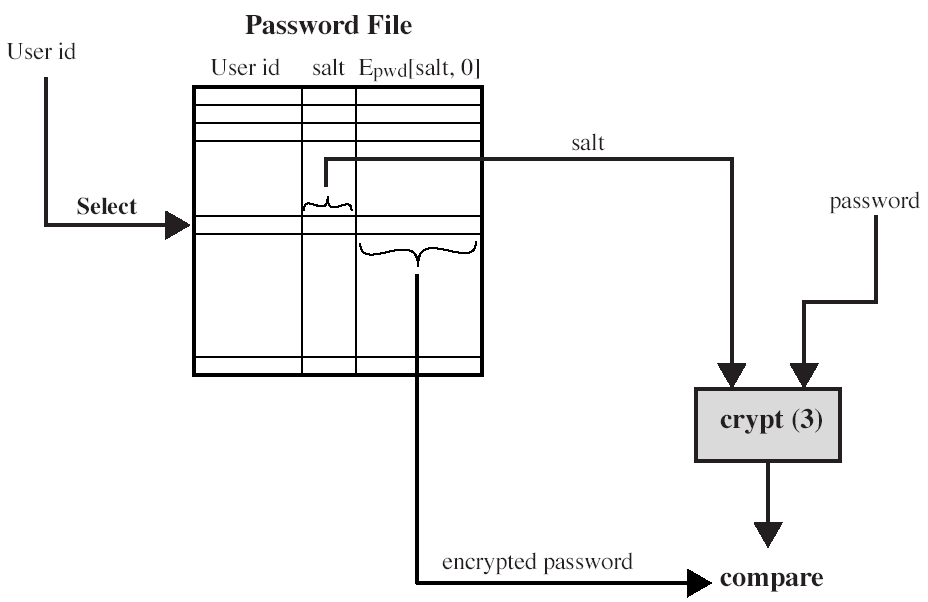 Password File
User id
User id salt Epwd[salt, 0]
salt
Select
password
crypt (3)
encrypted password
compare